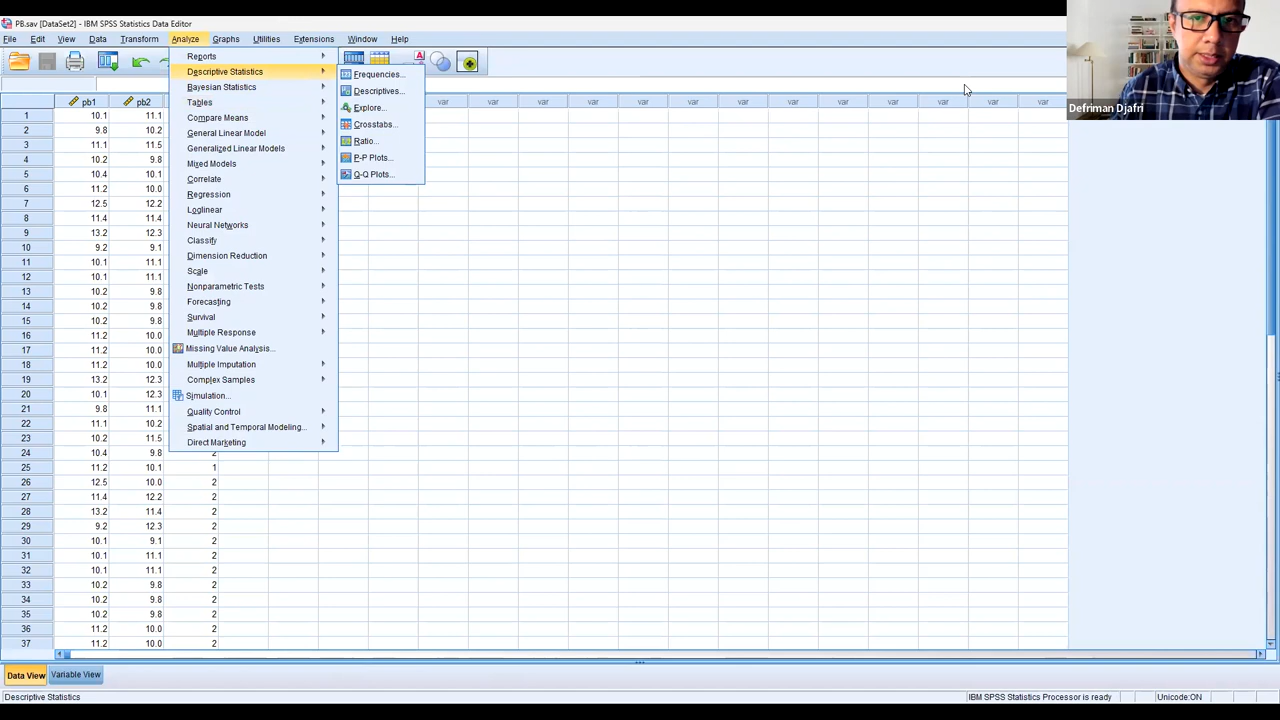 PB.sav [DataSet2] - IBM SPSS Statistics Data Editor
File Edit View Data Transform Analyze Graphs Utilities Extensions Window Help
Reports
Descriptive Statistics
Bayesian Statistics
Tables
Compare Means
General Linear Model
Generalized Linear Models
Mixed Models
Correlate
Regression
Loglinear
Neural Networks
Classify
Dimension Reduction
Scale
Nonparametric Tests
Forecasting
Survival
Multiple Response
Missing Value Analysis...
Multiple Imputation
Complex Samples
Simulation...
Quality Control
Spatial and Temporal Modeling...
Direct Marketing
Frequencies...
Descriptives...
Explore...
Crosstabs...
Ratio...
P-P Plots...
Q-Q Plots...
Defriman Djafri
pb1 pb2 var var var var var var var var var var var var var
1 10.1 11.1
2 9.8 10.2
3 11.1 11.5
4 10.2 9.8
5 10.4 10.1
6 11.2 10.0
7 12.5 12.2
8 11.4 11.4
9 13.2 12.3
10 9.2 9.1
11 10.1 11.1
12 10.1 11.1
13 10.2 9.8
14 10.2 9.8
15 10.2 9.8
16 11.2 10.0
17 11.2 10.0
18 11.2 10.0
19 13.2 12.3
20 10.1 12.3
21 9.8 11.1
22 11.1 10.2
23 10.2 11.5
24 10.4 9.8 2
25 11.2 10.1 1
26 12.5 10.0 2
27 11.4 12.2 2
28 13.2 11.4 2
29 9.2 12.3 2
30 10.1 9.1 2
31 10.1 11.1 2
32 10.1 11.1 2
33 10.2 9.8 2
34 10.2 9.8 2
35 10.2 9.8 2
36 11.2 10.0 2
37 11.2 10.0 2
Data View Variable View
Descriptive Statistics IBM SPSS Statistics Processor is ready Unicode:ON